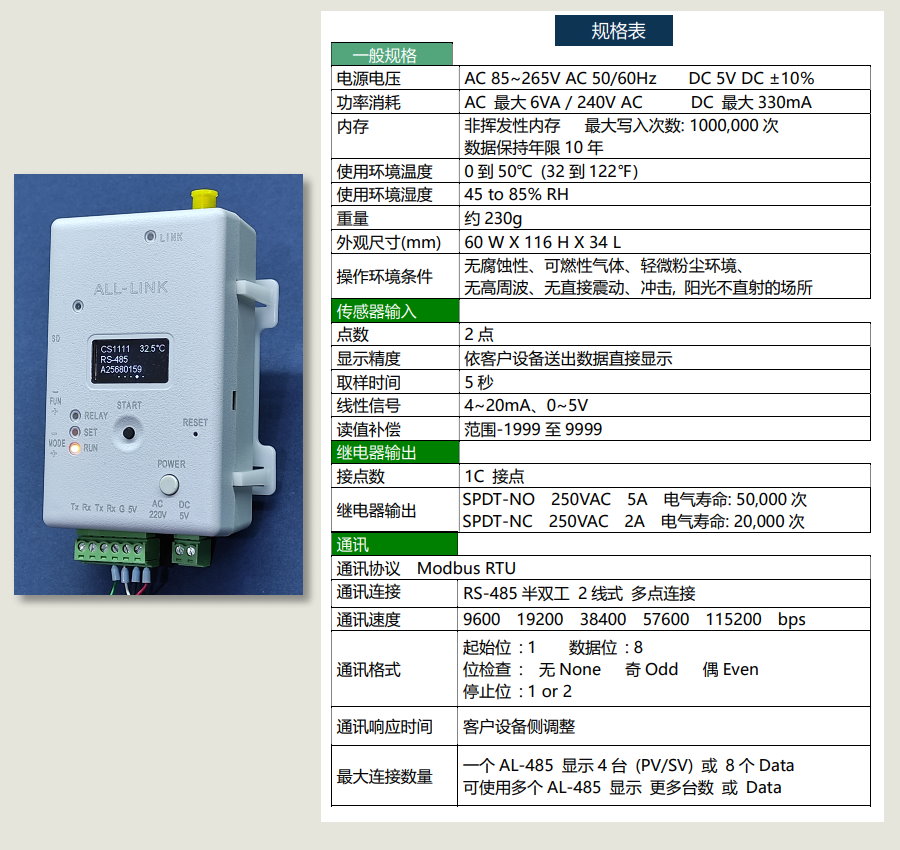 规格表
一般规格
电源电压 AC 85~265V AC 50/60Hz DC 5V DC ±10%
功率消耗 AC 最大 6VA / 240V AC DC 最大 330mA
内存 非挥发性内存 最大写入次数: 1000,000 次
数据保持年限 10 年
使用环境温度 0 到 50℃ (32 到 122℉)
使用环境湿度 45 to 85% RH
重量 约 230g
外观尺寸(mm) 60 W X 116 H X 34 L
操作环境条件 无腐蚀性、可燃性气体、轻微粉尘环境、
无高周波、无直接震动、冲击, 阳光不直射的场所
传感器输入
点数 2 点
显示精度 依客户设备送出数据直接显示
取样时间 5 秒
线性信号 4~20mA、0~5V
读值补偿 范围-1999 至 9999
继电器输出
接点数 1C 接点
继电器输出 SPDT-NO 250VAC 5A 电气寿命: 50,000 次
SPDT-NC 250VAC 2A 电气寿命: 20,000 次
通讯
通讯协议 Modbus RTU
通讯连接 RS-485 半双工 2 线式 多点连接
通讯速度 9600 19200 38400 57600 115200 bps
通讯格式 起始位 : 1 数据位 : 8
位检查 : 无 None 奇 Odd 偶 Even
停止位 : 1 or 2
通讯响应时间 客户设备侧调整
最大连接数量 一个 AL-485 显示 4 台 (PV/SV) 或 8 个 Data
可使用多个 AL-485 显示 更多台数 或 Data
LINK
ALL-LINK
SD
CS1111 32.5°C
RS-485
A25680159
FUN
START
RELAY
SET
MODE
RUN
RESET
POWER
Tx Rx Tx Rx G 5V
AC
220V
DC
5V